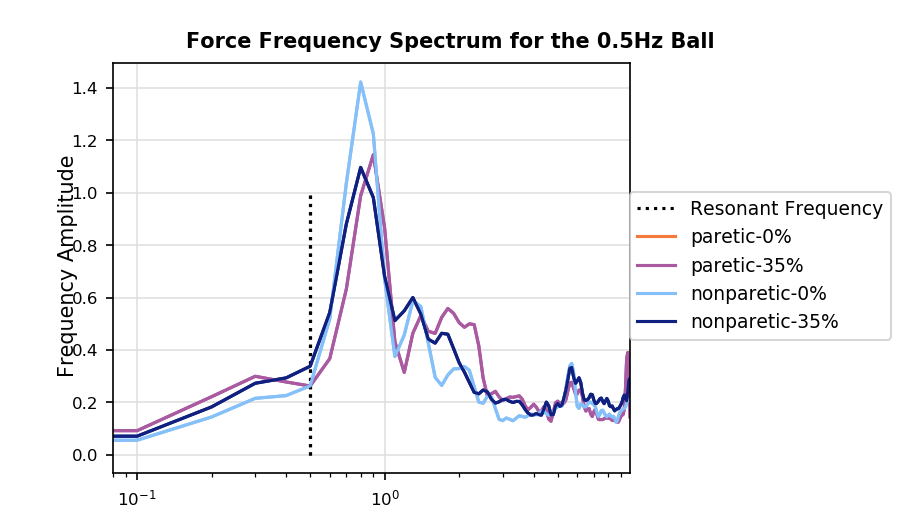 Force Frequency Spectrum for the 0.5Hz Ball
Frequency Amplitude
1.4
1.2
1.0
0.8
0.6
0.4
0.2
0.0
10⁻¹
10⁰
Resonant Frequency
paretic-0%
paretic-35%
nonparetic-0%
nonparetic-35%